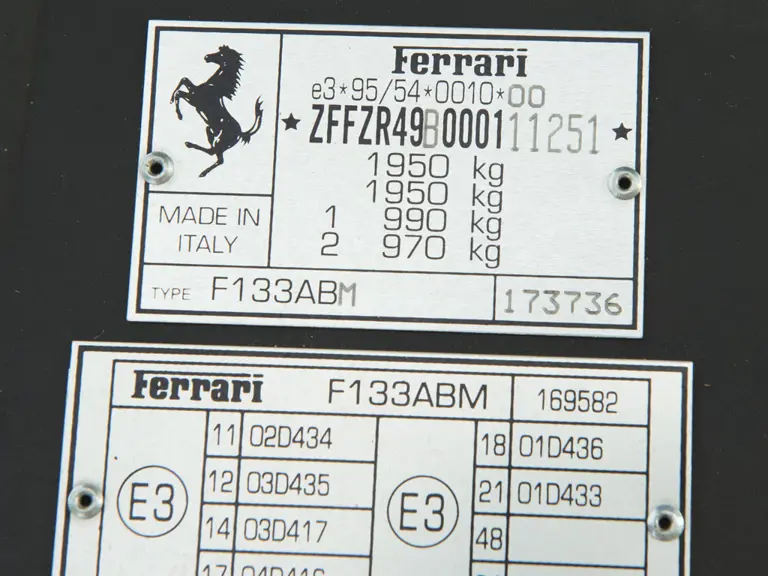 Ferrari
e3*95/54*0010*00
★ ZFFZR49B000111251 ★
1950 kg
1950 kg
1 990 kg
2 970 kg
MADE IN
ITALY
TYPE F133ABM
173736
Ferrari F133ABM 169582
E3
11 02D434
12 03D435
14 03D417
E3
18 01D436
21 01D433
48